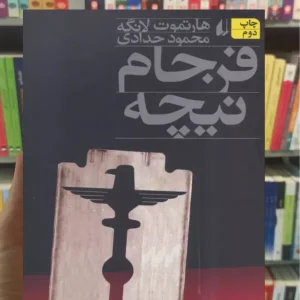 چاپ
دوم
هارتموت لانگه
محمود حدادی
فرجام
نیچه